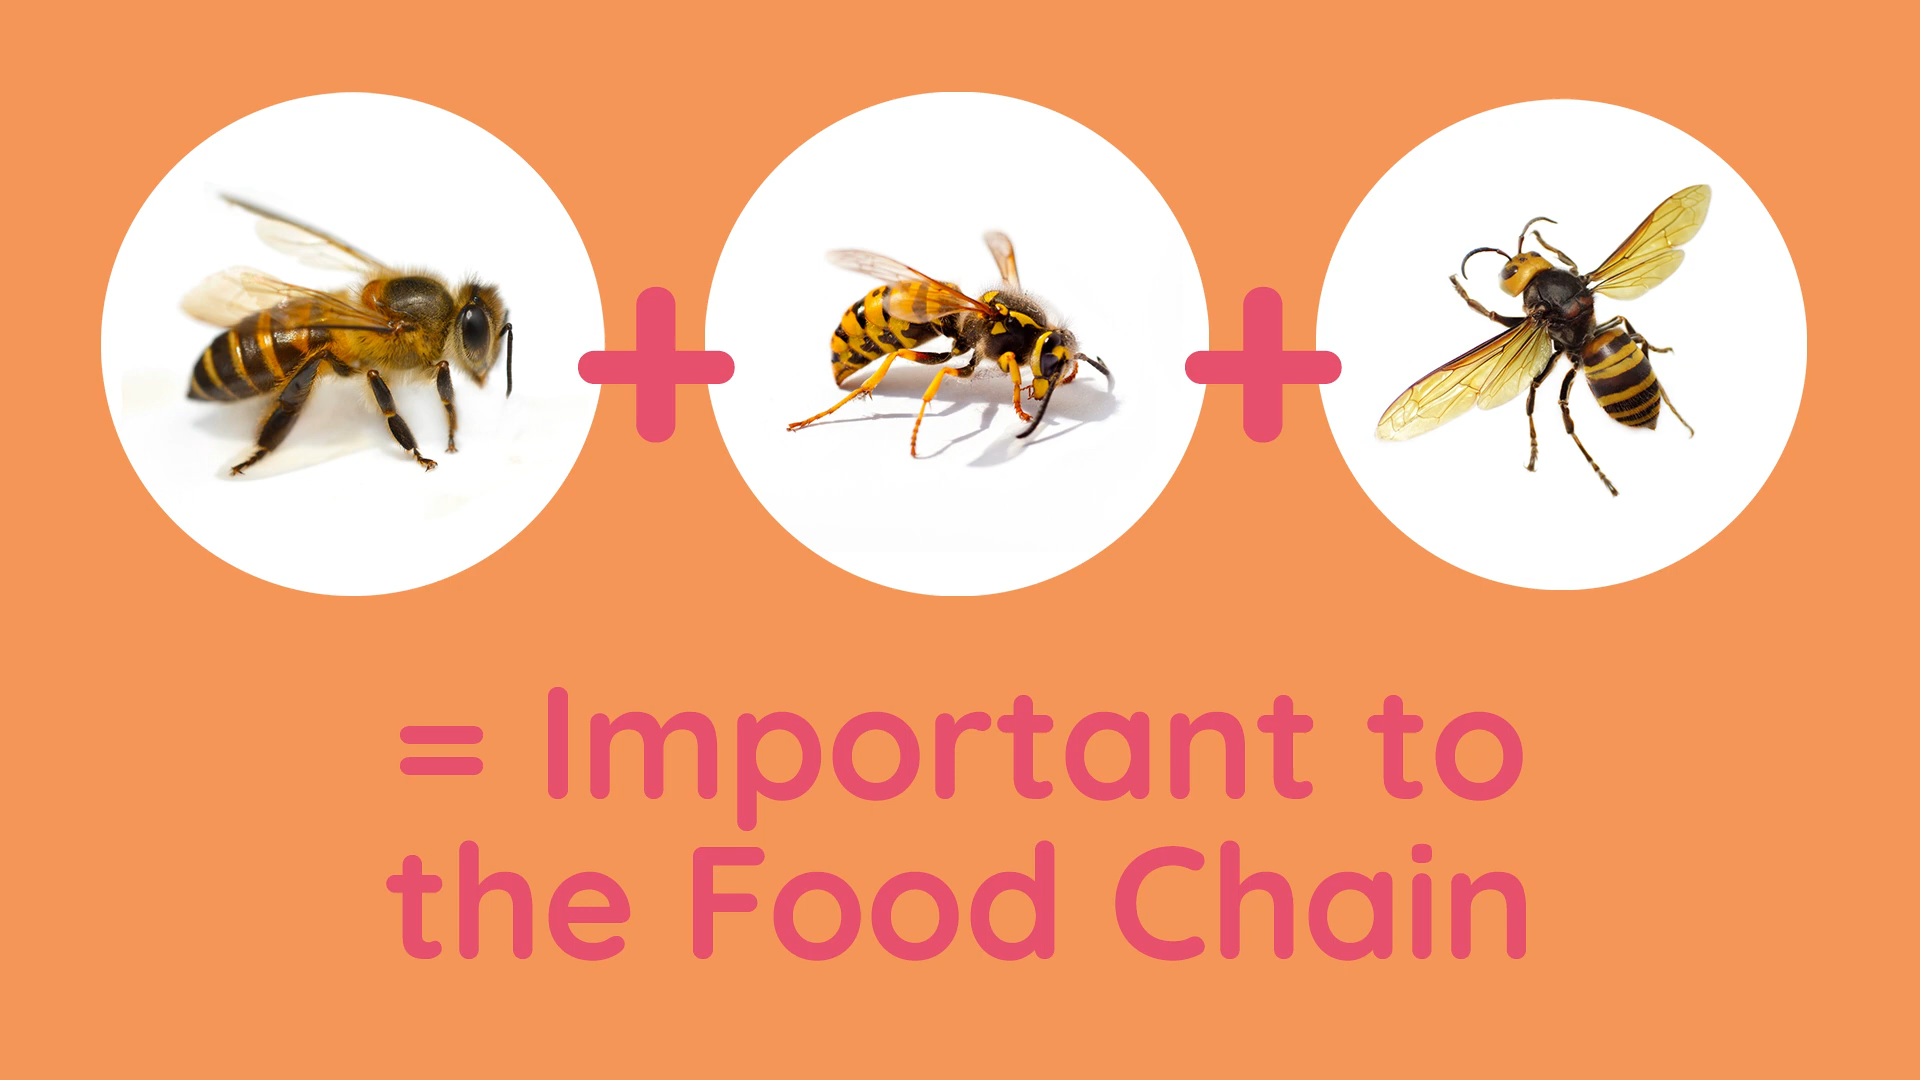 + +
= Important to
the Food Chain